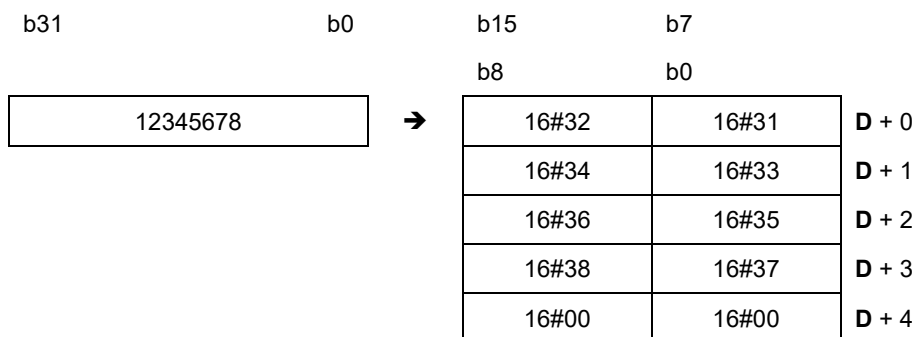 b31 b0 b15 b7
b8 b0
12345678 ➔ 16#32 16#31 D + 0
16#34 16#33 D + 1
16#36 16#35 D + 2
16#38 16#37 D + 3
16#00 16#00 D + 4